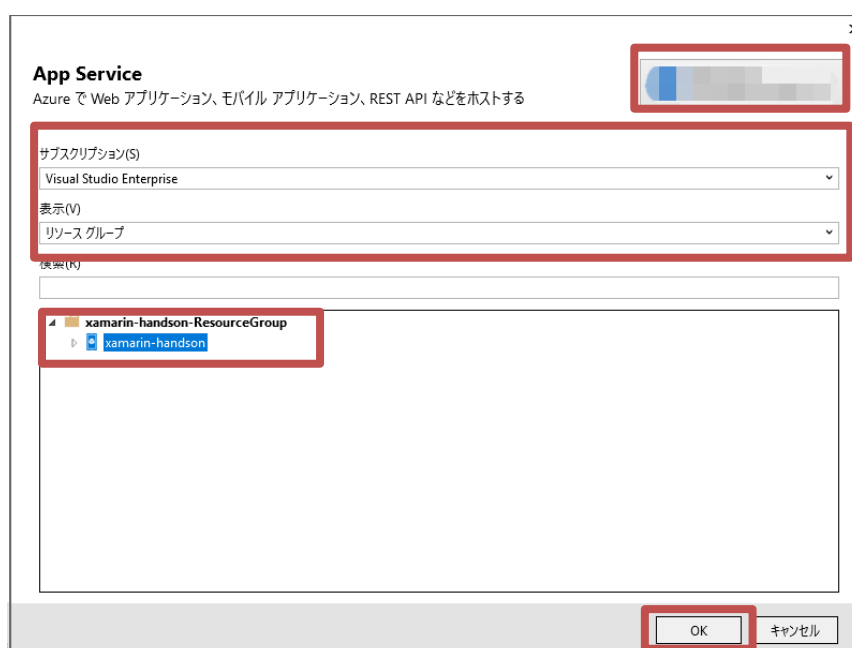 App Service
Azure で Web アプリケーション、モバイル アプリケーション、REST API などをホストする
サブスクリプション(S)
Visual Studio Enterprise
表示(V)
リソース グループ
検索(R)
xamarin-handson-ResourceGroup
xamarin-handson
OK
キャンセル